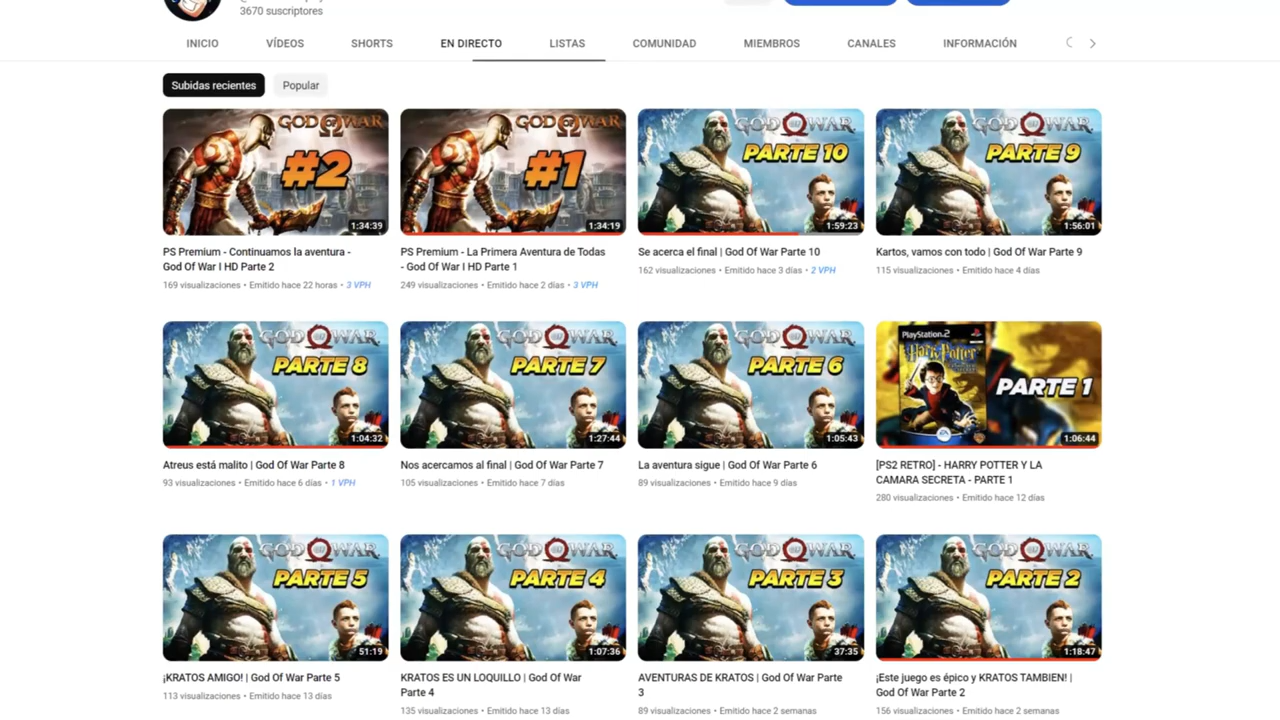 3670 suscriptores
INICIO VÍDEOS SHORTS EN DIRECTO LISTAS COMUNIDAD MIEMBROS CANALES INFORMACIÓN
Subidas recientes Popular
GOD OF WAR
#2
1:34:39
PS Premium - Continuamos la aventura -
God Of War I HD Parte 2
169 visualizaciones • Emitido hace 22 horas • 3 VPH
GOD OF WAR
#1
1:34:19
PS Premium - La Primera Aventura de Todas
- God Of War I HD Parte 1
249 visualizaciones • Emitido hace 2 días • 3 VPH
GOD OF WAR
PARTE 10
1:59:23
Se acerca el final | God Of War Parte 10
162 visualizaciones • Emitido hace 3 días • 2 VPH
GOD OF WAR
PARTE 9
1:56:01
Kartos, vamos con todo | God Of War Parte 9
115 visualizaciones • Emitido hace 4 días
GOD OF WAR
PARTE 8
1:04:32
Atreus está malito | God Of War Parte 8
93 visualizaciones • Emitido hace 6 días • 1 VPH
GOD OF WAR
PARTE 7
1:27:44
Nos acercamos al final | God Of War Parte 7
105 visualizaciones • Emitido hace 7 días
GOD OF WAR
PARTE 6
1:05:43
La aventura sigue | God Of War Parte 6
89 visualizaciones • Emitido hace 9 días
PlayStation 2
Harry Potter
PARTE 1
EA
1:06:44
[PS2 RETRO] - HARRY POTTER Y LA
CAMARA SECRETA - PARTE 1
280 visualizaciones • Emitido hace 12 días
GOD OF WAR
PARTE 5
51:19
¡KRATOS AMIGO! | God Of War Parte 5
113 visualizaciones • Emitido hace 13 días
GOD OF WAR
PARTE 4
1:07:36
KRATOS ES UN LOQUILLO | God Of War
Parte 4
135 visualizaciones • Emitido hace 13 días
GOD OF WAR
PARTE 3
37:35
AVENTURAS DE KRATOS | God Of War Parte
3
89 visualizaciones • Emitido hace 2 semanas
GOD OF WAR
PARTE 2
1:18:47
¡Este juego es épico y KRATOS TAMBIEN! |
God Of War Parte 2
156 visualizaciones • Emitido hace 2 semanas